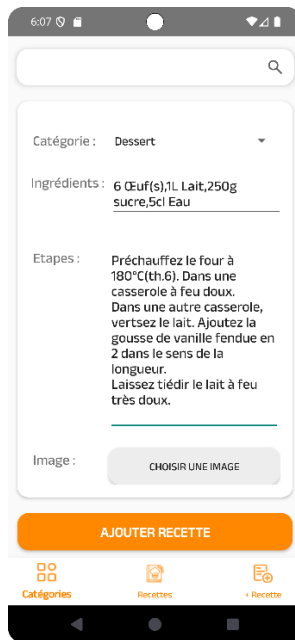 6:07
Catégorie : Dessert
Ingrédients : 6 Œuf(s),1L Lait,250g
sucre,5cl Eau
Etapes : Préchauffez le four à
180°C(th.6). Dans une
casserole à feu doux.
Dans une autre casserole,
vertsez le lait. Ajoutez la
gousse de vanille fendue en
2 dans le sens de la
longueur.
Laissez tiédir le lait à feu
très doux.
Image : CHOISIR UNE IMAGE
AJOUTER RECETTE
Catégories Recettes + Recette